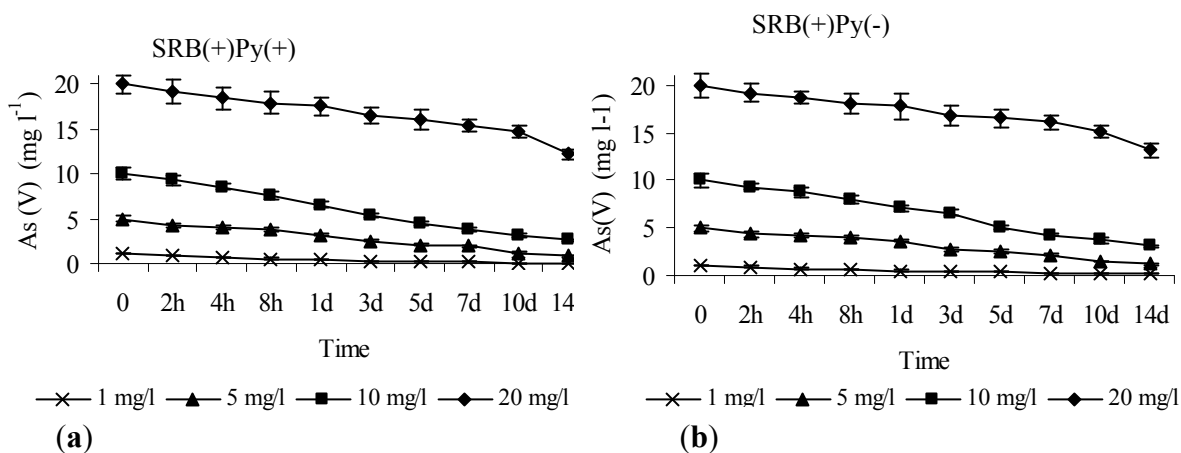 SRB(+)Py(+)
As (V) (mg l-1)
20
15
10
5
0
0 2h 4h 8h 1d 3d 5d 7d 10d 14
Time
1 mg/l 5 mg/l 10 mg/l 20 mg/l
(a)
SRB(+)Py(-)
As(V) (mg l-1)
20
15
10
5
0
0 2h 4h 8h 1d 3d 5d 7d 10d 14d
Time
1 mg/l 5 mg/l 10 mg/l 20 mg/l
(b)